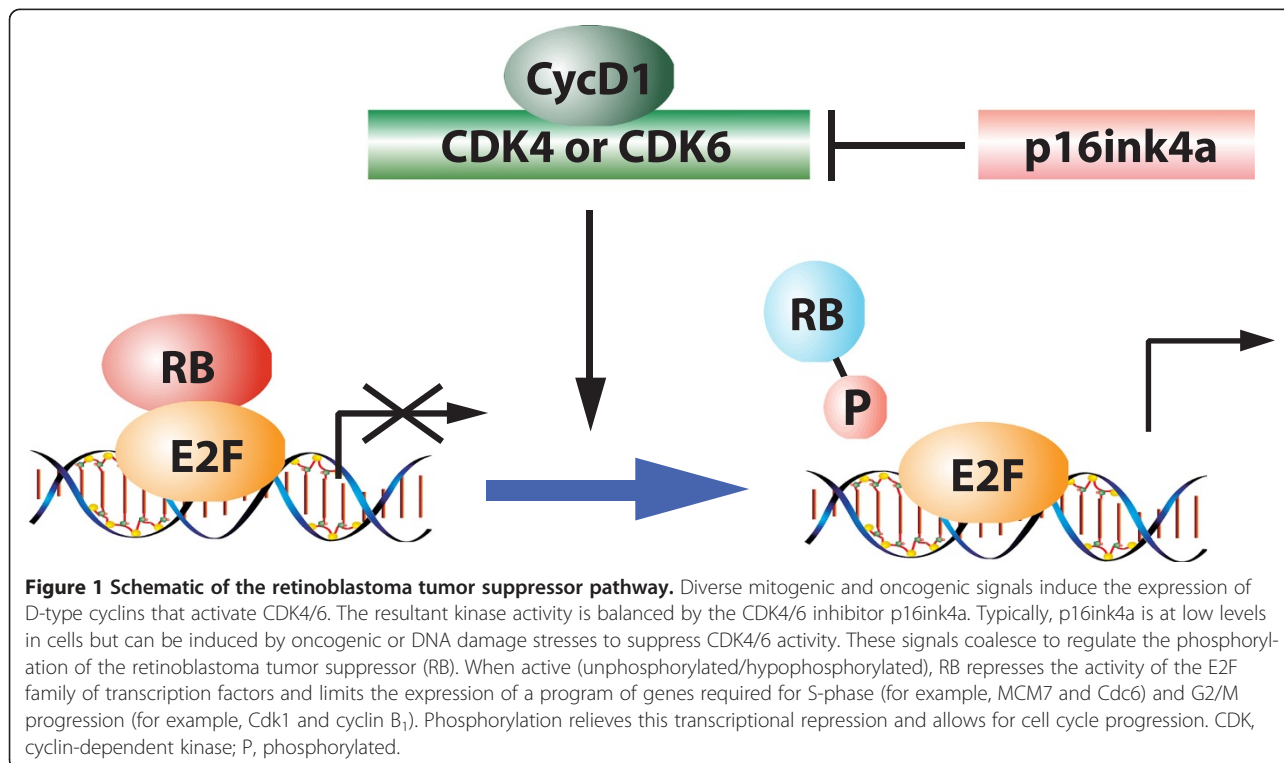 CycD1
CDK4 or CDK6
p16ink4a
RB
E2F
RB
P
E2F
Figure 1 Schematic of the retinoblastoma tumor suppressor pathway. Diverse mitogenic and oncogenic signals induce the expression of
D-type cyclins that activate CDK4/6. The resultant kinase activity is balanced by the CDK4/6 inhibitor p16ink4a. Typically, p16ink4a is at low levels
in cells but can be induced by oncogenic or DNA damage stresses to suppress CDK4/6 activity. These signals coalesce to regulate the phosphoryl-
ation of the retinoblastoma tumor suppressor (RB). When active (unphosphorylated/hypophosphorylated), RB represses the activity of the E2F
family of transcription factors and limits the expression of a program of genes required for S-phase (for example, MCM7 and Cdc6) and G2/M
progression (for example, Cdk1 and cyclin B₁). Phosphorylation relieves this transcriptional repression and allows for cell cycle progression. CDK,
cyclin-dependent kinase; P, phosphorylated.